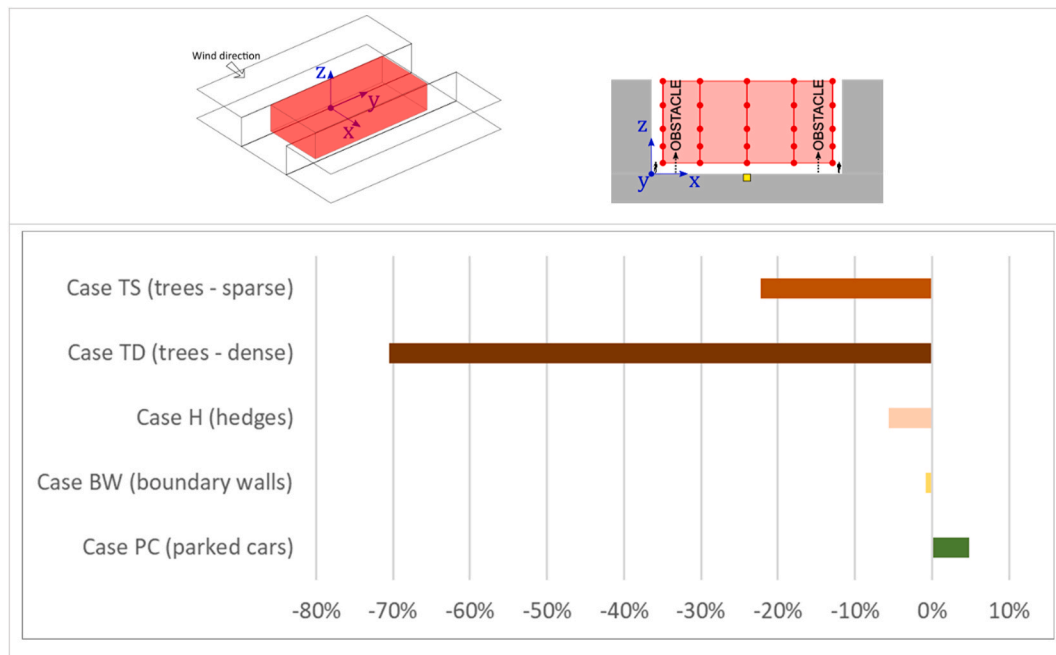 Wind direction
z
y
x
OBSTACLE
OBSTACLE
z
y
x
Case TS (trees - sparse)
Case TD (trees - dense)
Case H (hedges)
Case BW (boundary walls)
Case PC (parked cars)
-80% -70% -60% -50% -40% -30% -20% -10% 0% 10%